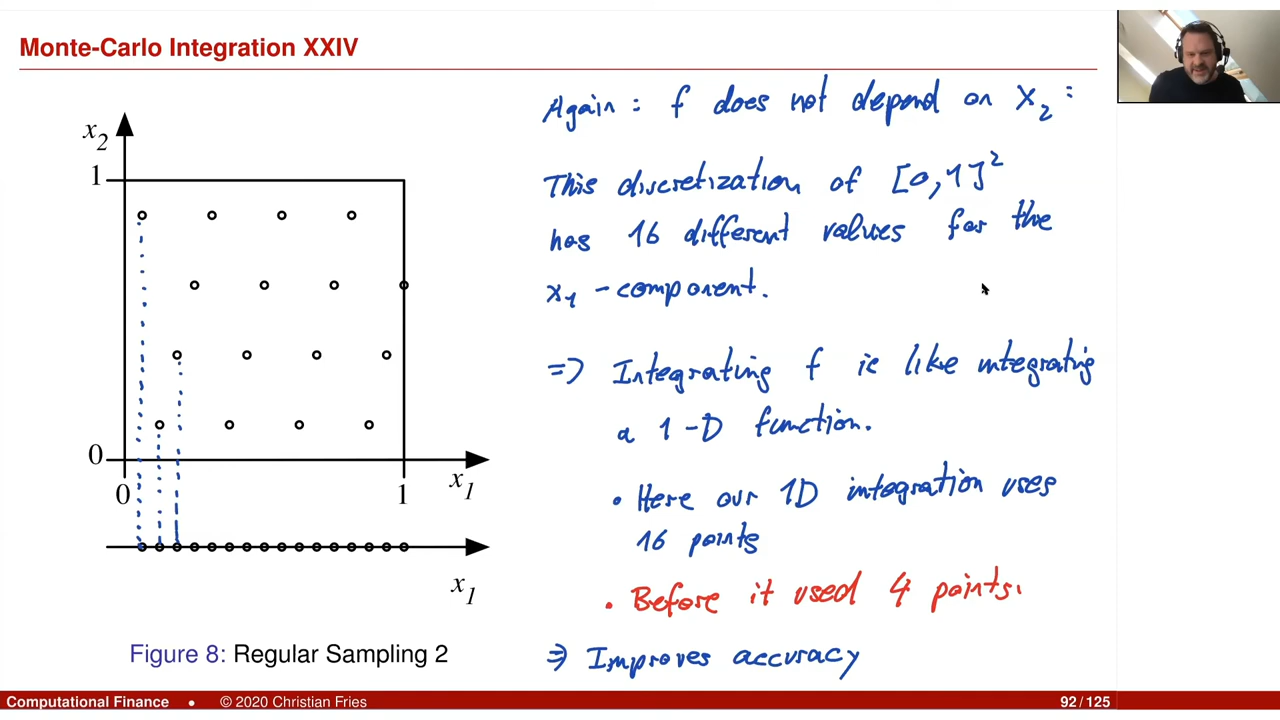 Monte-Carlo Integration XXIV
x2
1
0
0
1
x1
x1
Figure 8: Regular Sampling 2
Again: f does not depend on x2:
This discretization of [0,1]²
has 16 different values for the
x1-component.
=> Integrating f is like integrating
a 1-D function.
• Here our 1D integration uses
16 points
• Before it used 4 points.
=> Improves accuracy
Computational Finance • © 2020 Christian Fries 92/125